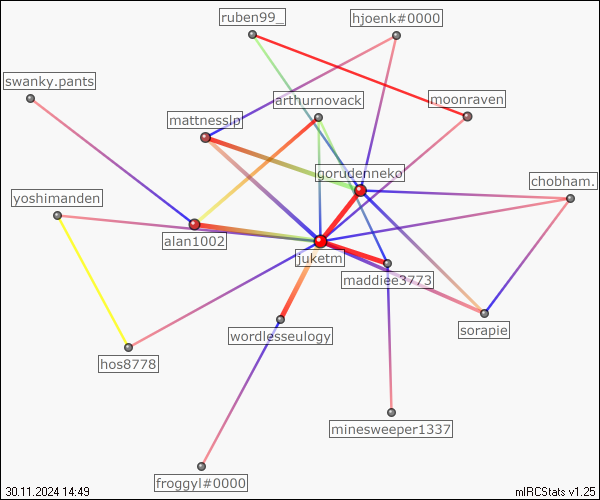 ruben99_
hjoenk#0000
swanky.pants
arthurnovack
moonraven
mattnesslp
gorudenneko
chobham.
yoshimanden
alan1002
juketm
maddiee3773
wordlesseulogy
sorapie
hos8778
minesweeper1337
froggyl#0000
30.11.2024 14:49
mIRCStats v1.25